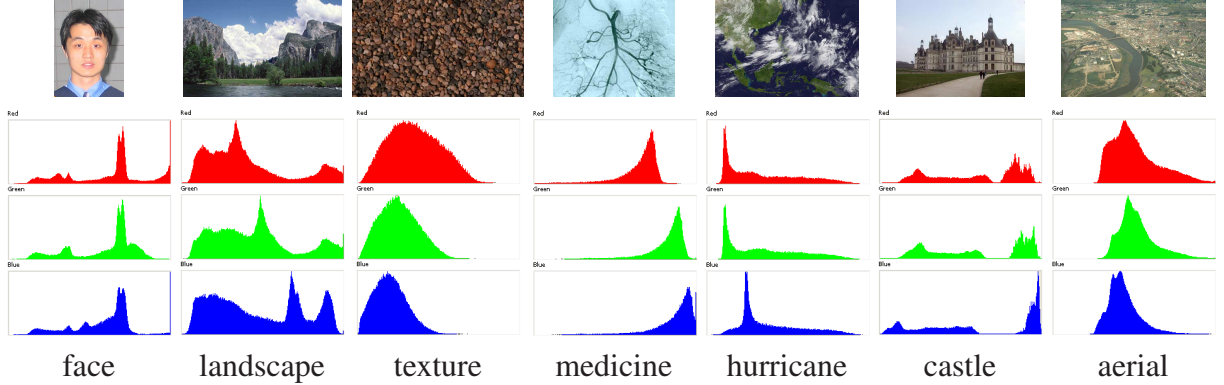 Red Red Red Red Red Red Red
Green Green Green Green Green Green Green
Blue Blue Blue Blue Blue Blue Blue
face landscape texture medicine hurricane castle aerial